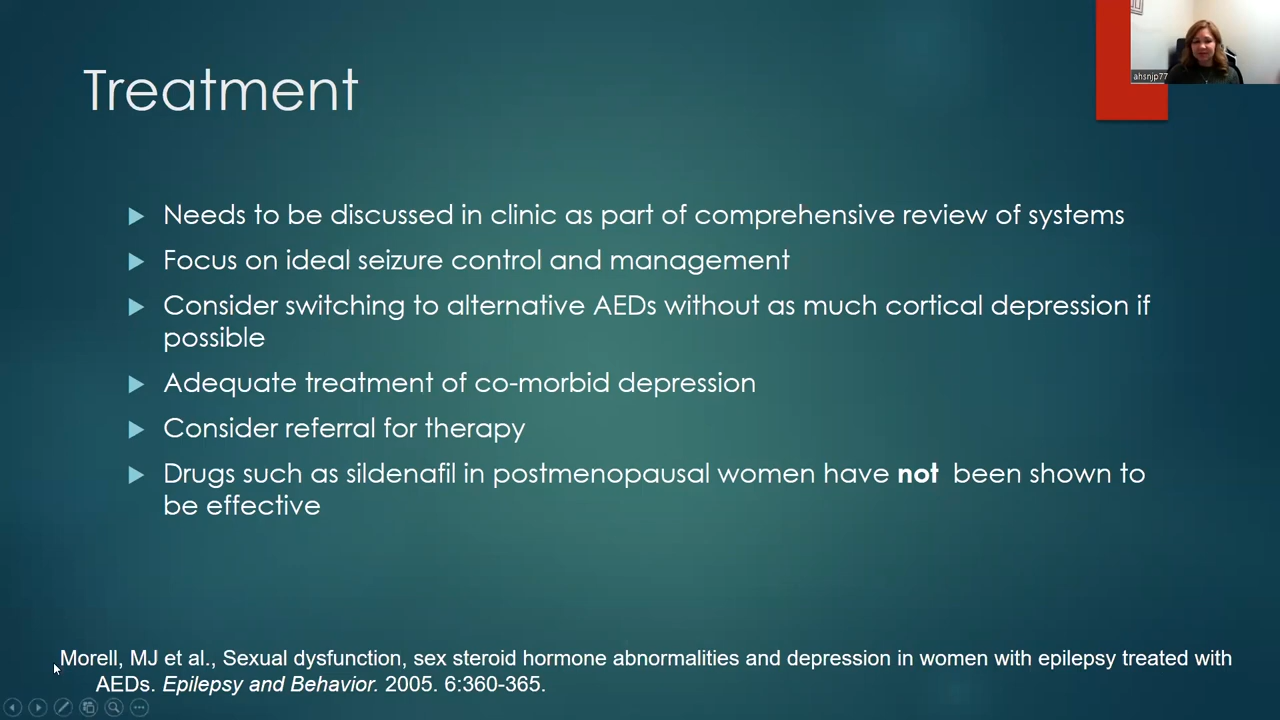 ahsnjp77
Treatment
Needs to be discussed in clinic as part of comprehensive review of systems
Focus on ideal seizure control and management
Consider switching to alternative AEDs without as much cortical depression if
possible
Adequate treatment of co-morbid depression
Consider referral for therapy
Drugs such as sildenafil in postmenopausal women have not been shown to
be effective
Morell, MJ et al., Sexual dysfunction, sex steroid hormone abnormalities and depression in women with epilepsy treated with
AEDs. Epilepsy and Behavior. 2005. 6:360-365.